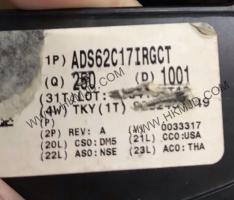 1P) ADS62C17IRGCT
(Q) 250 (D) 1001
(31T)LOT:
(4W) TKY(1T) 49
(P)
(2P) REV: A 0033317
(20L) CSO:DM5 (21L) CCO:USA
(22L) ASO:NSE (23L) ACO:THA
WWW.HKMJD.COM